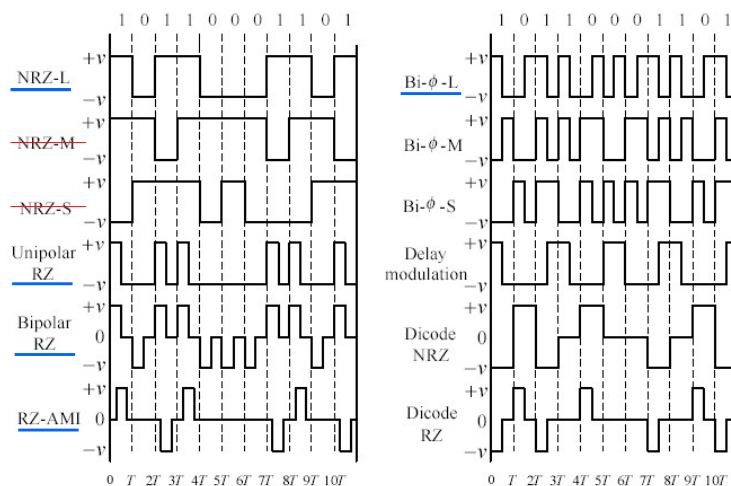 1 0 1 1 0 0 0 1 1 0 1
+v
NRZ-L
−v
+v
NRZ-M
−v
+v
NRZ-S
−v
+v
Unipolar
RZ
−v
+v
Bipolar
RZ
0
−v
+v
RZ-AMI
0
−v
0 T 2T 3T 4T 5T 6T 7T 8T 9T 10T
1 0 1 1 0 0 0 1 1 0 1
+v
Bi-ϕ-L
−v
+v
Bi-ϕ-M
−v
+v
Bi-ϕ-S
−v
+v
Delay
modulation
−v
+v
Dicode
NRZ
0
−v
+v
Dicode
RZ
0
−v
0 T 2T 3T 4T 5T 6T 7T 8T 9T 10T